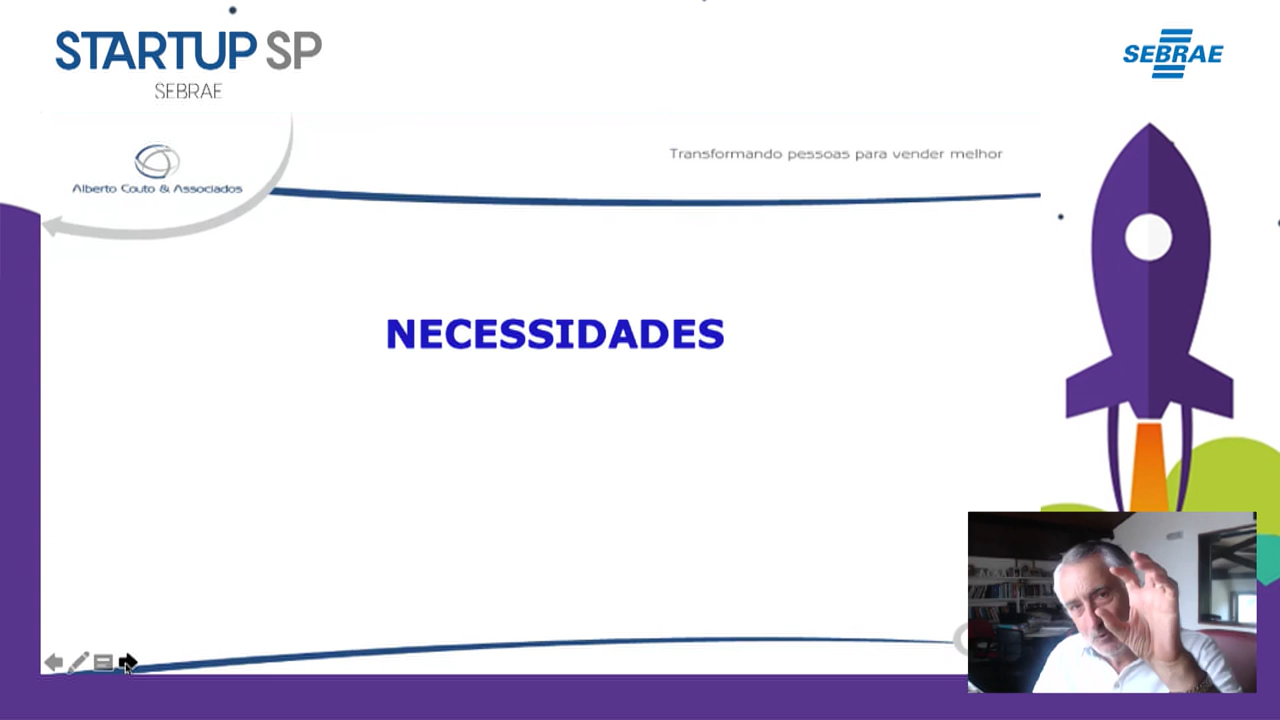 STARTUP SP
SEBRAE
SEBRAE
Alberto Couto & Associados
Transformando pessoas para vender melhor
NECESSIDADES